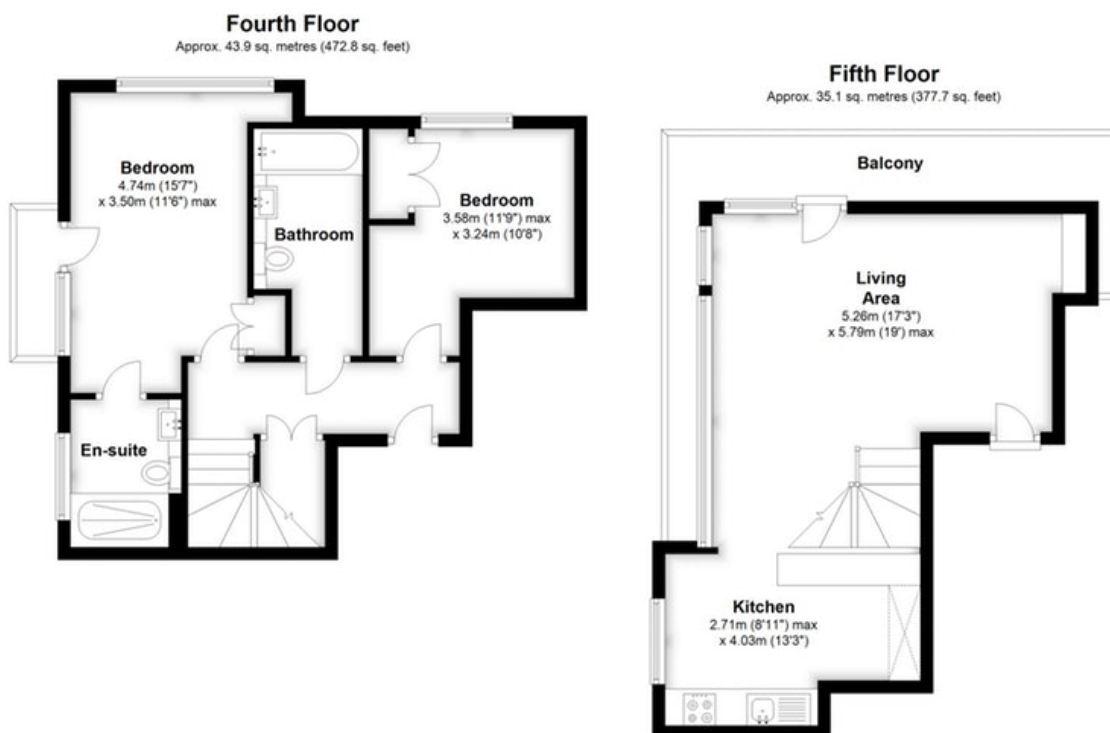 Fourth Floor
Approx. 43.9 sq. metres (472.8 sq. feet)
Bedroom
4.74m (15'7")
x 3.50m (11'6") max
Bathroom
Bedroom
3.58m (11'9") max
x 3.24m (10'8")
En-suite
Fifth Floor
Approx. 35.1 sq. metres (377.7 sq. feet)
Balcony
Living
Area
5.26m (17'3")
x 5.79m (19') max
Kitchen
2.71m (8'11") max
x 4.03m (13'3")